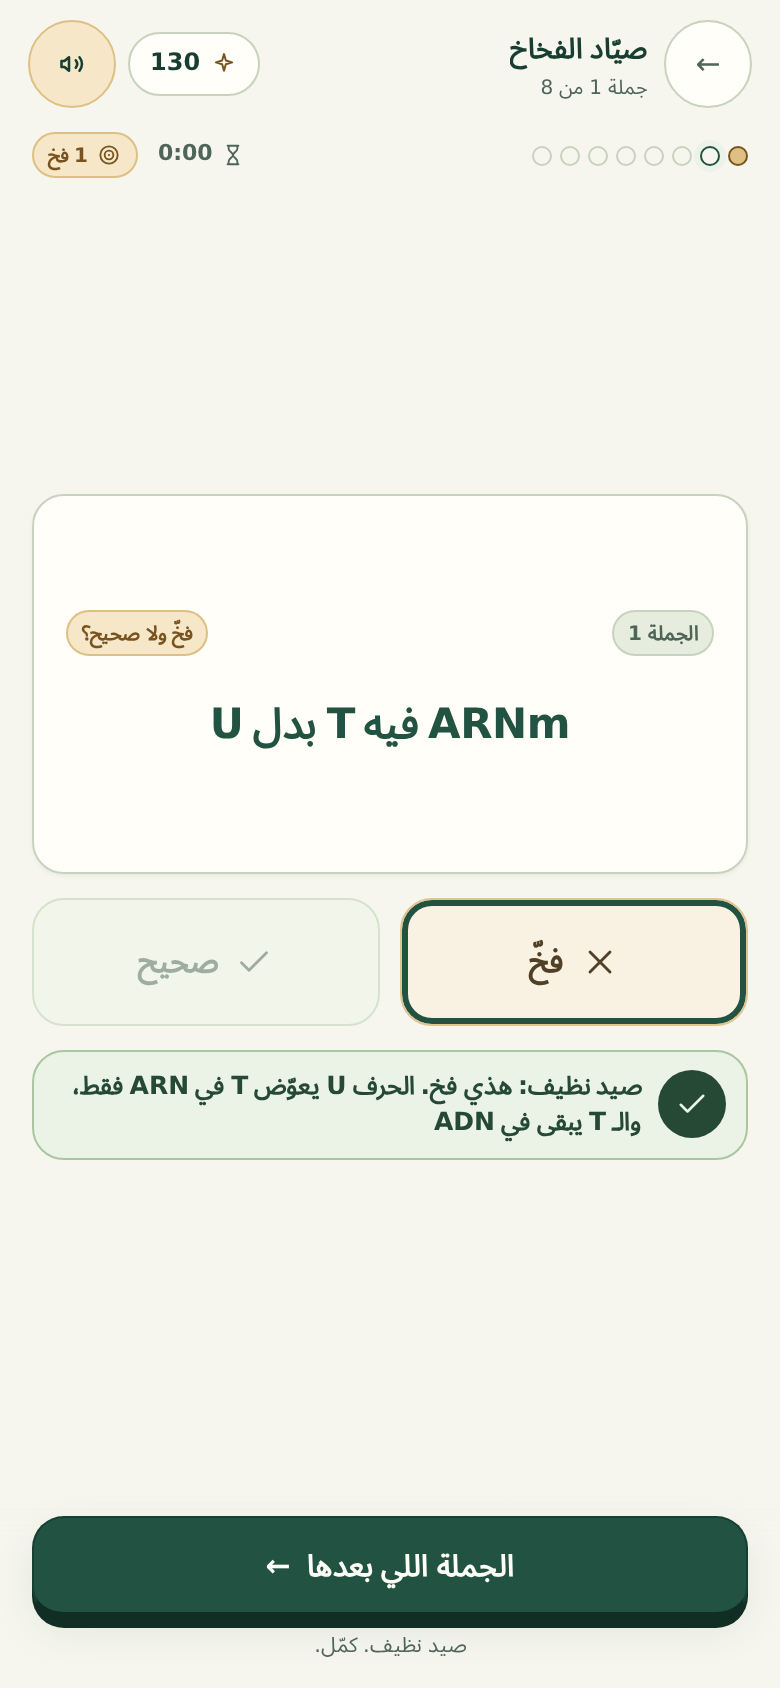 صيّاد الفخاخ
جملة 1 من 8
130
1 فخ
0:00
الجملة 1
فخّ ولا صحيح؟
ARNm فيه T بدل U
فخّ
صحيح
صيد نظيف: هذي فخ. الحرف U يعوّض T في ARN فقط،
والـ T يبقى في ADN
الجملة اللي بعدها ←
صيد نظيف. كمّل.